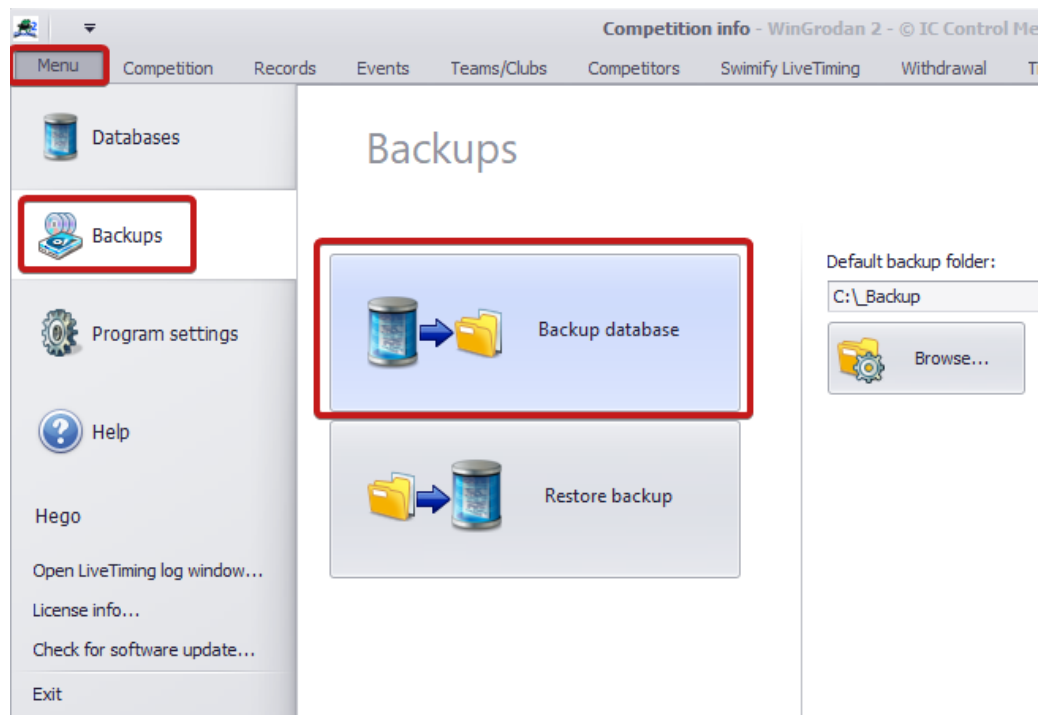 Competition info - WinGrodan 2 - © IC Control Me
Menu Competition Records Events Teams/Clubs Competitors Swimify LiveTiming Withdrawal T
Databases
Backups
Backups
Default backup folder:
C:\_Backup
Backup database
Program settings
Browse...
Help
Restore backup
Hego
Open LiveTiming log window...
License info...
Check for software update...
Exit